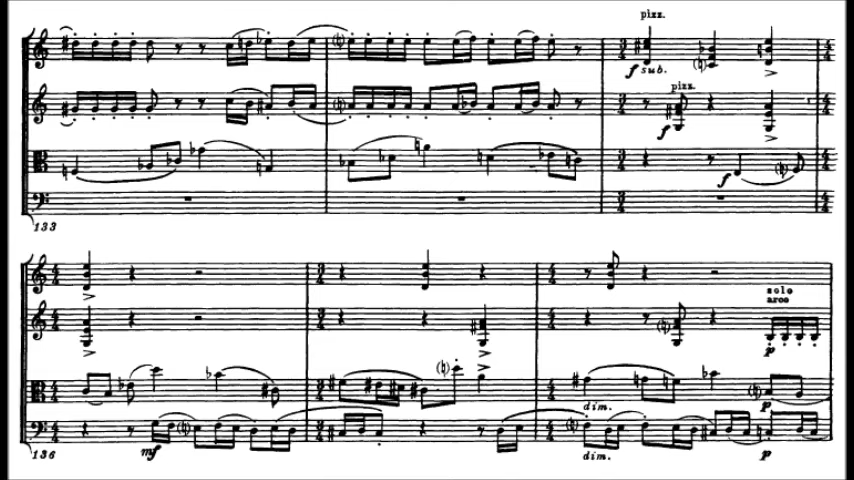 pizz.
f sub.
pizz.
f
f
133
solo
arco
p
mf
dim.
p
136
dim.
p